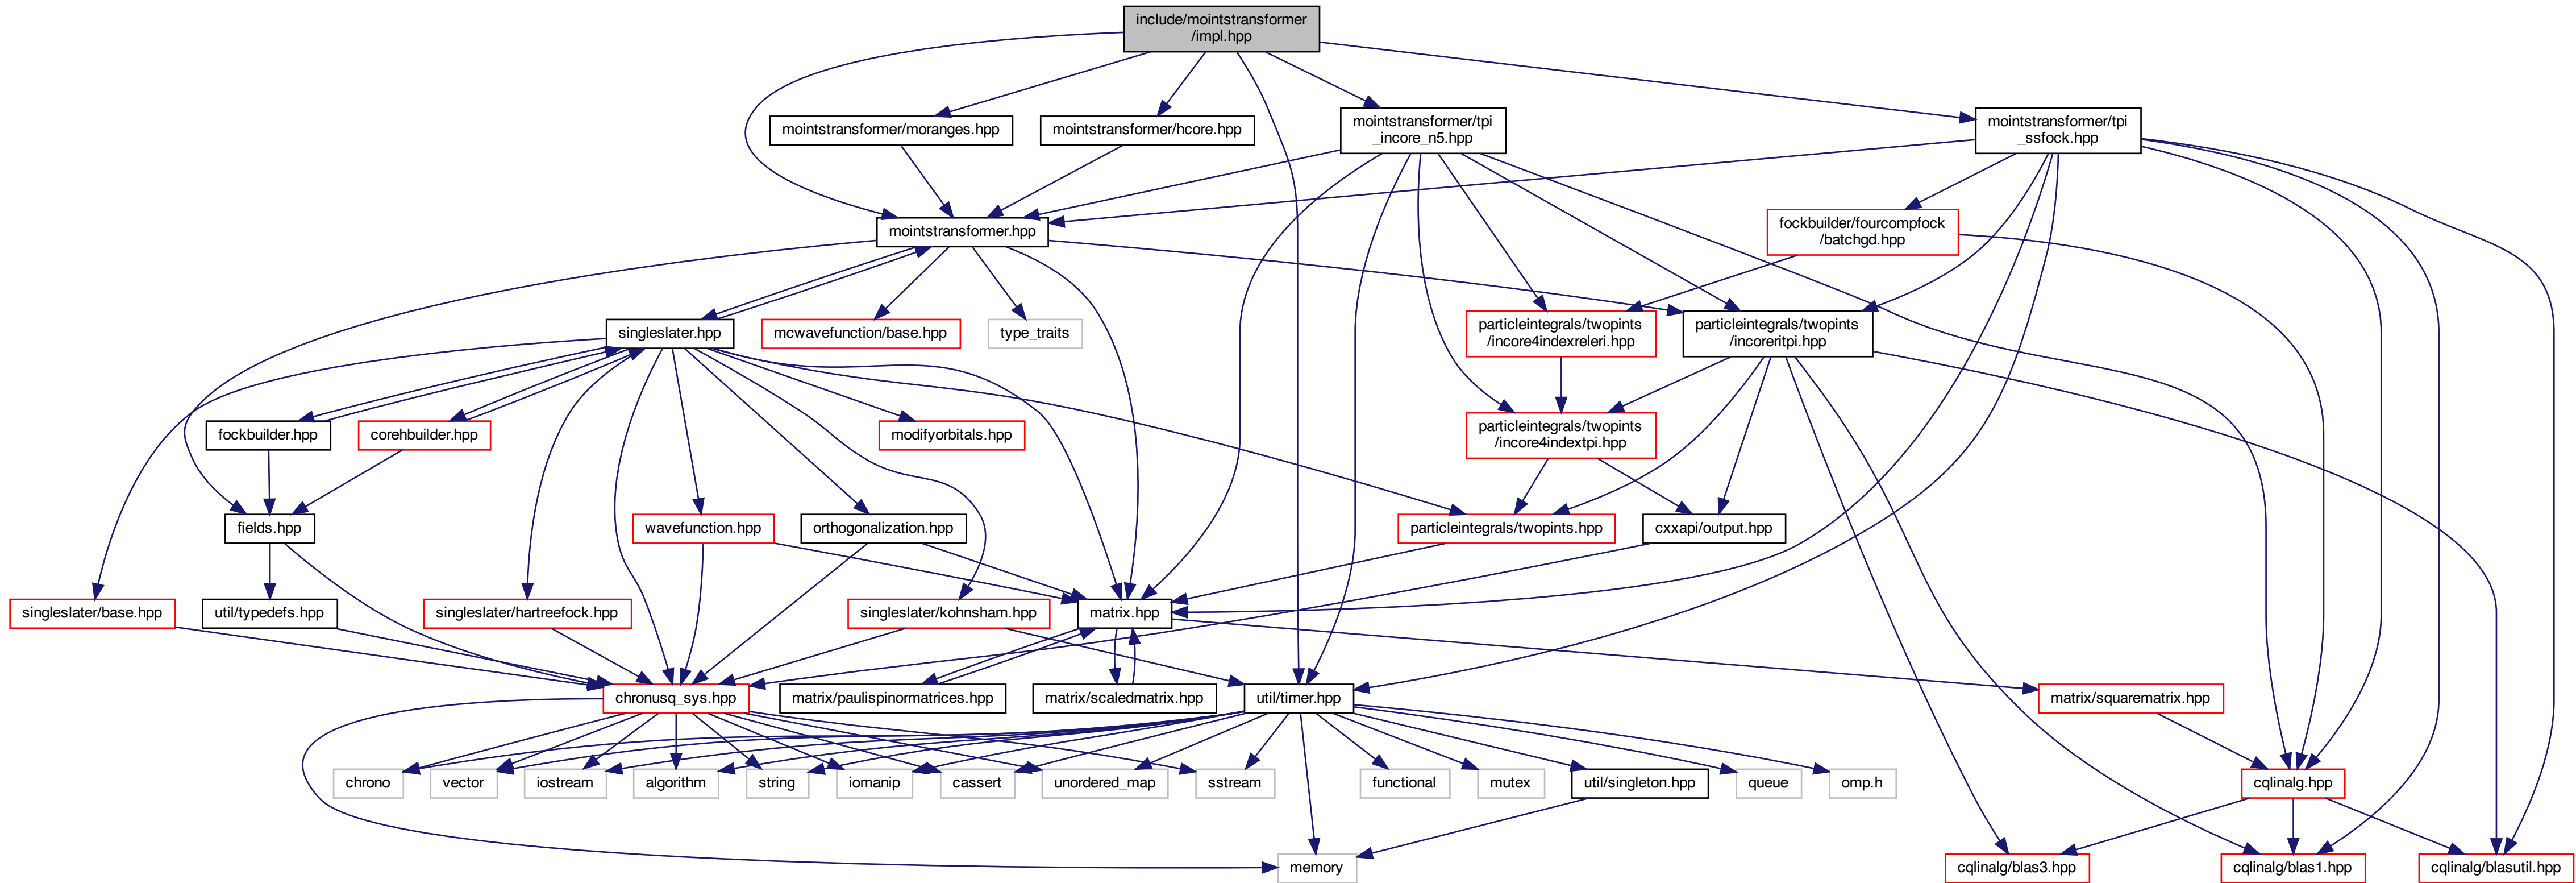 include/mointstransformer
/impl.hpp
mointstransformer/moranges.hpp
mointstransformer/hcore.hpp
mointstransformer/tpi
_incore_n5.hpp
mointstransformer/tpi
_ssfock.hpp
mointstransformer.hpp
fockbuilder/fourcompfock
/batchgd.hpp
singleslater.hpp
mcwavefunction/base.hpp
type_traits
particleintegrals/twopints
/incore4indexreleri.hpp
particleintegrals/twopints
/incoreritpi.hpp
fockbuilder.hpp
corehbuilder.hpp
modifyorbitals.hpp
particleintegrals/twopints
/incore4indextpi.hpp
fields.hpp
wavefunction.hpp
orthogonalization.hpp
particleintegrals/twopints.hpp
cxxapi/output.hpp
singleslater/base.hpp
util/typedefs.hpp
singleslater/hartreefock.hpp
singleslater/kohnsham.hpp
matrix.hpp
chronusq_sys.hpp
matrix/paulispinormatrices.hpp
matrix/scaledmatrix.hpp
util/timer.hpp
matrix/squarematrix.hpp
chrono
vector
iostream
algorithm
string
iomanip
cassert
unordered_map
sstream
functional
mutex
util/singleton.hpp
queue
omp.h
cqlinalg.hpp
memory
cqlinalg/blas3.hpp
cqlinalg/blas1.hpp
cqlinalg/blasutil.hpp